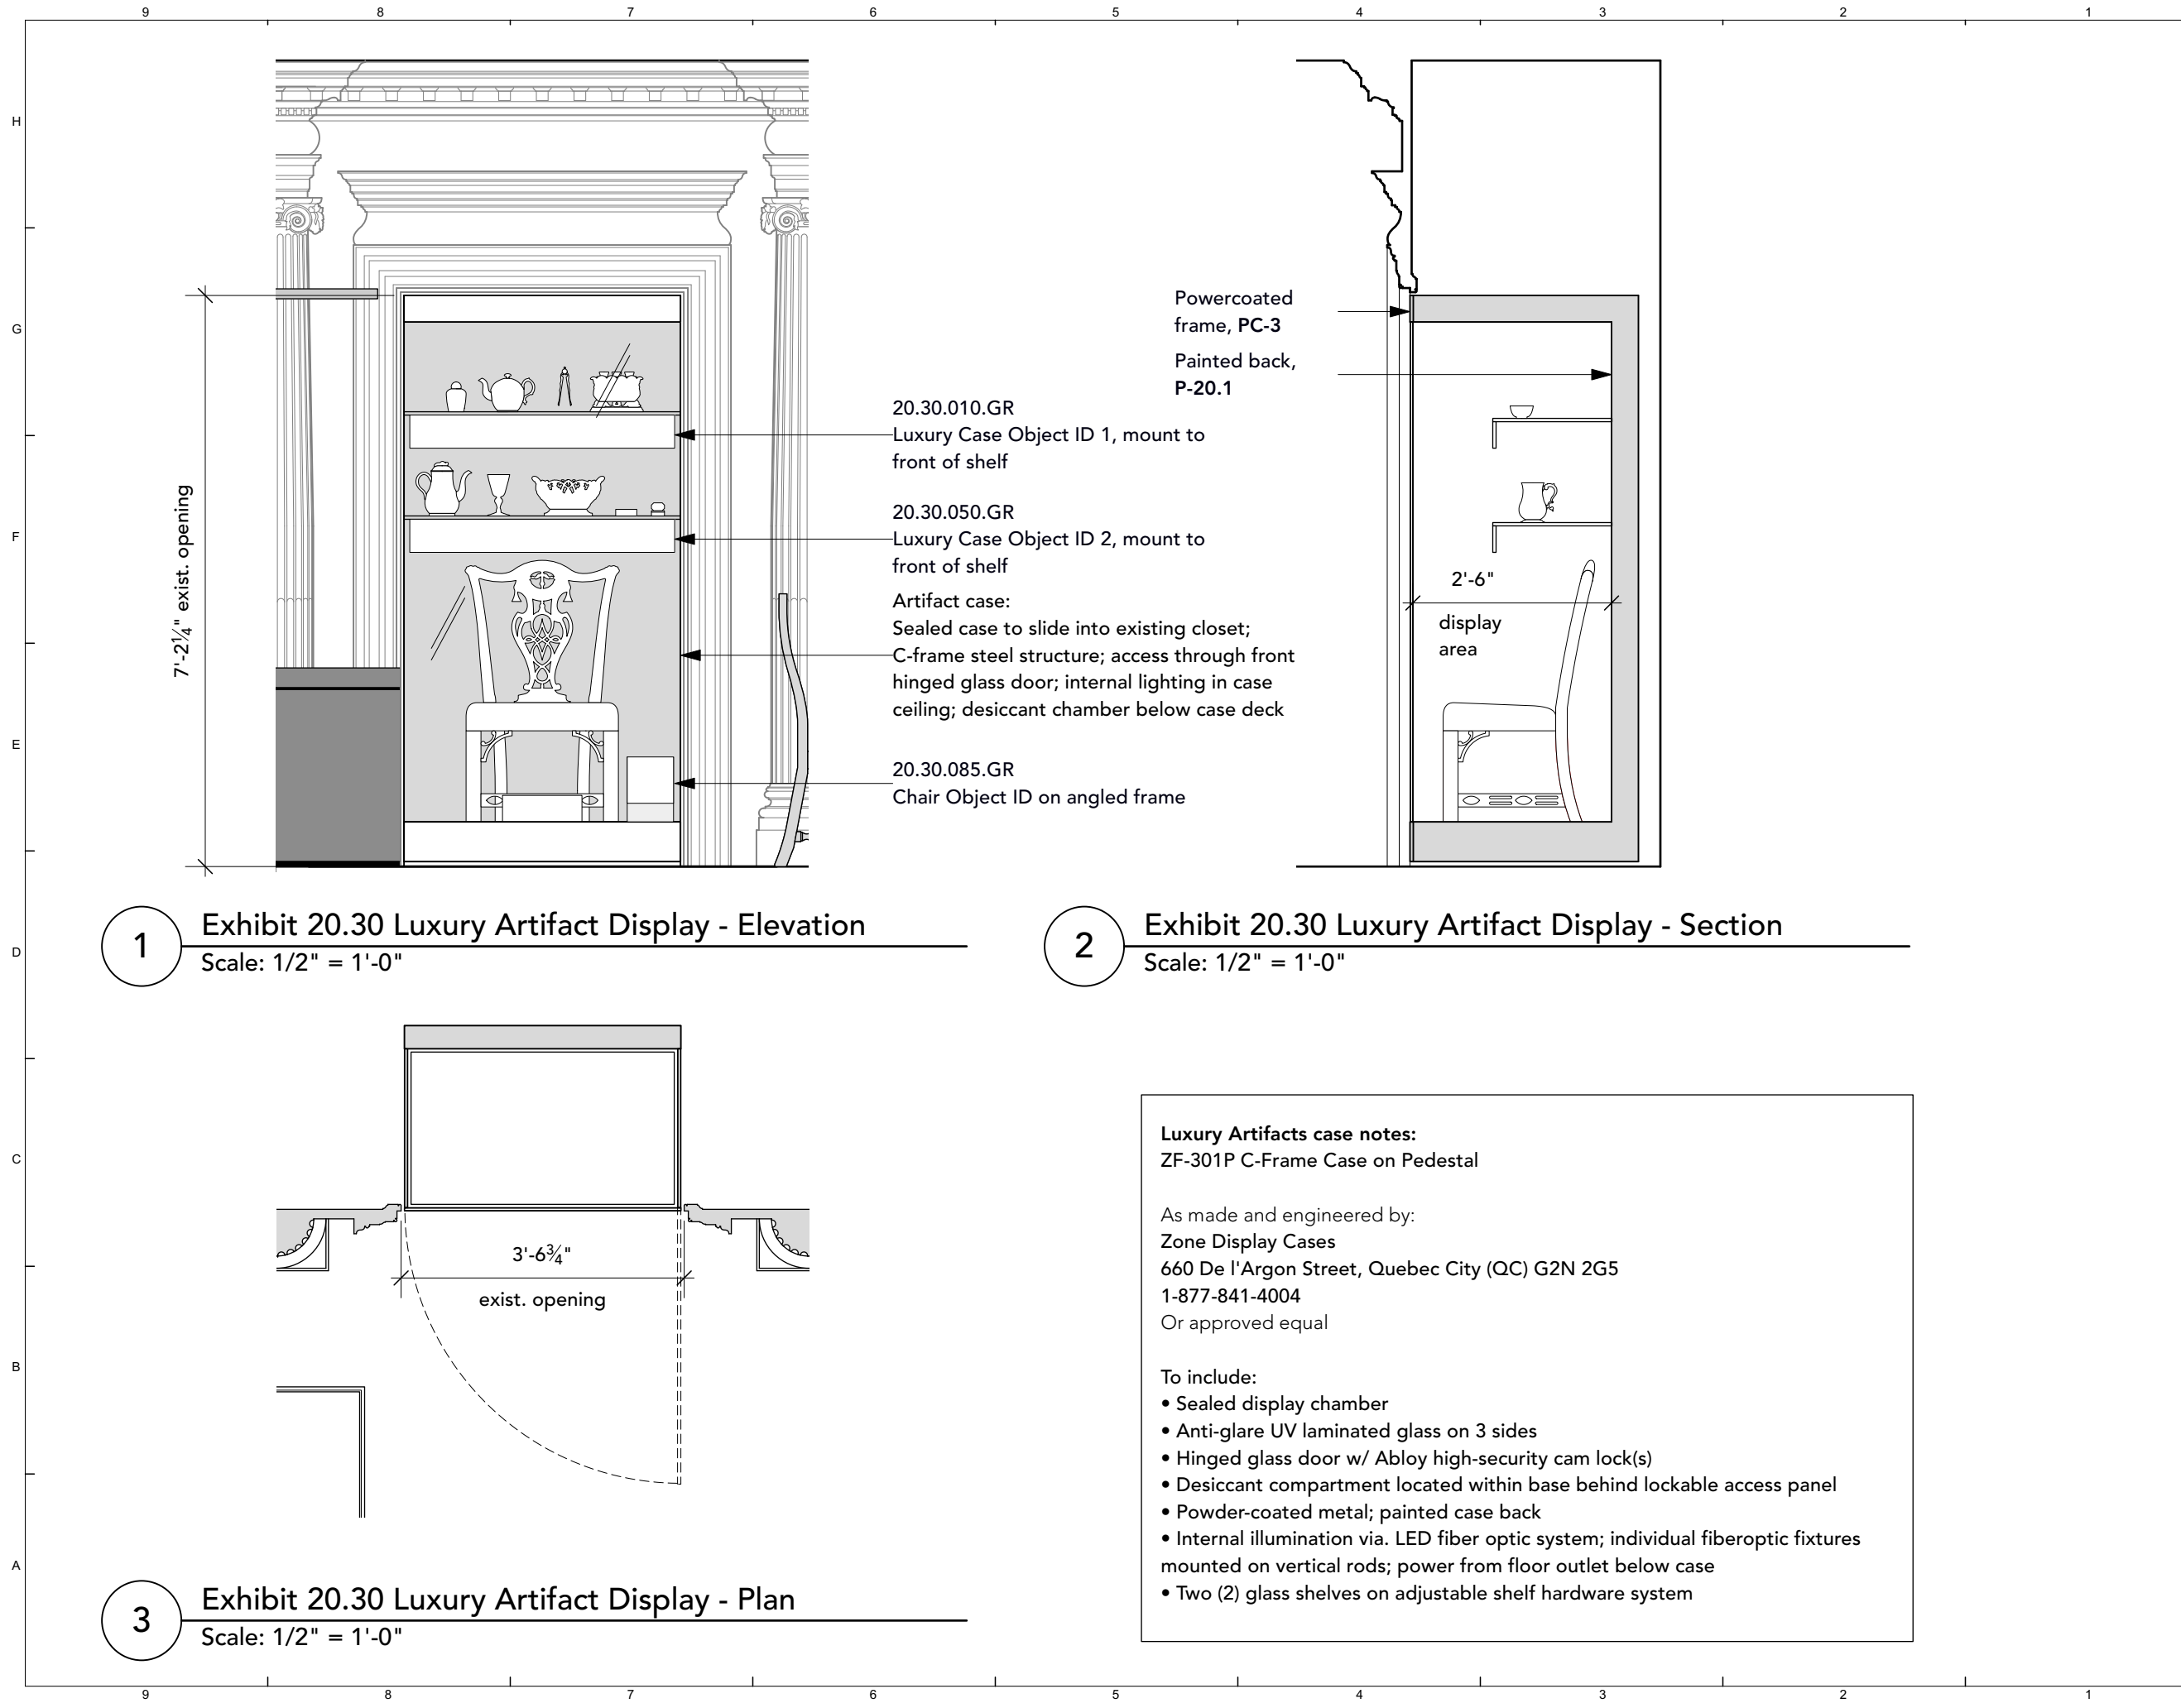 9 8 7 6 5 4 3 2 1
H
G
F
E
D
C
B
A
7'-2¼" exist. opening
20.30.010.GR
Luxury Case Object ID 1, mount to
front of shelf
20.30.050.GR
Luxury Case Object ID 2, mount to
front of shelf
Artifact case:
Sealed case to slide into existing closet;
C-frame steel structure; access through front
hinged glass door; internal lighting in case
ceiling; desiccant chamber below case deck
20.30.085.GR
Chair Object ID on angled frame
Powercoated
frame, PC-3
Painted back,
P-20.1
2'-6"
display
area
1
Exhibit 20.30 Luxury Artifact Display - Elevation
Scale: 1/2" = 1'-0"
2
Exhibit 20.30 Luxury Artifact Display - Section
Scale: 1/2" = 1'-0"
3'-6¾"
exist. opening
3
Exhibit 20.30 Luxury Artifact Display - Plan
Scale: 1/2" = 1'-0"
Luxury Artifacts case notes:
ZF-301P C-Frame Case on Pedestal
As made and engineered by:
Zone Display Cases
660 De l'Argon Street, Quebec City (QC) G2N 2G5
1-877-841-4004
Or approved equal
To include:
• Sealed display chamber
• Anti-glare UV laminated glass on 3 sides
• Hinged glass door w/ Abloy high-security cam lock(s)
• Desiccant compartment located within base behind lockable access panel
• Powder-coated metal; painted case back
• Internal illumination via. LED fiber optic system; individual fiberoptic fixtures
mounted on vertical rods; power from floor outlet below case
• Two (2) glass shelves on adjustable shelf hardware system
9 8 7 6 5 4 3 2 1